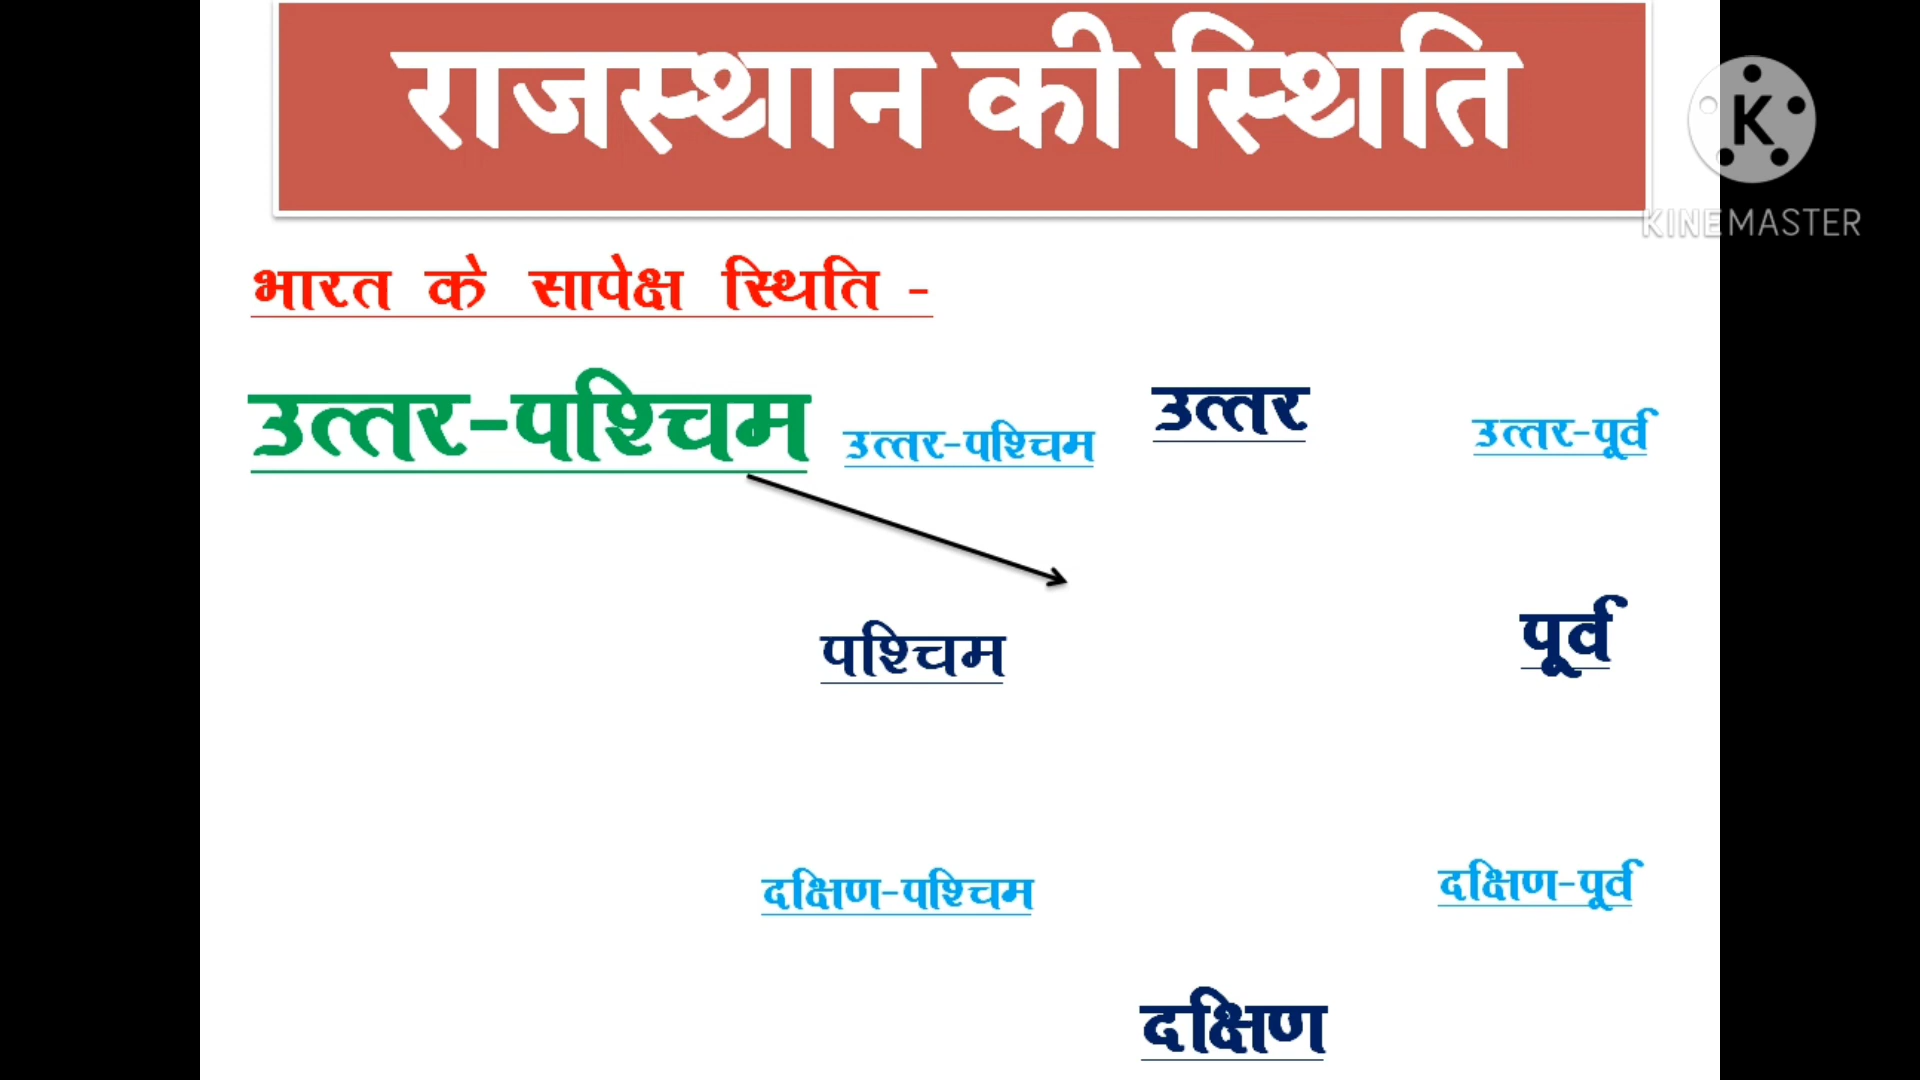 राजस्थान की स्थिति
K
KINEMASTER
भारत के सापेक्ष स्थिति -
उत्तर-पश्चिम
उत्तर-पश्चिम
उत्तर
उत्तर-पूर्व
पश्चिम
पूर्व
दक्षिण-पश्चिम
दक्षिण-पूर्व
दक्षिण